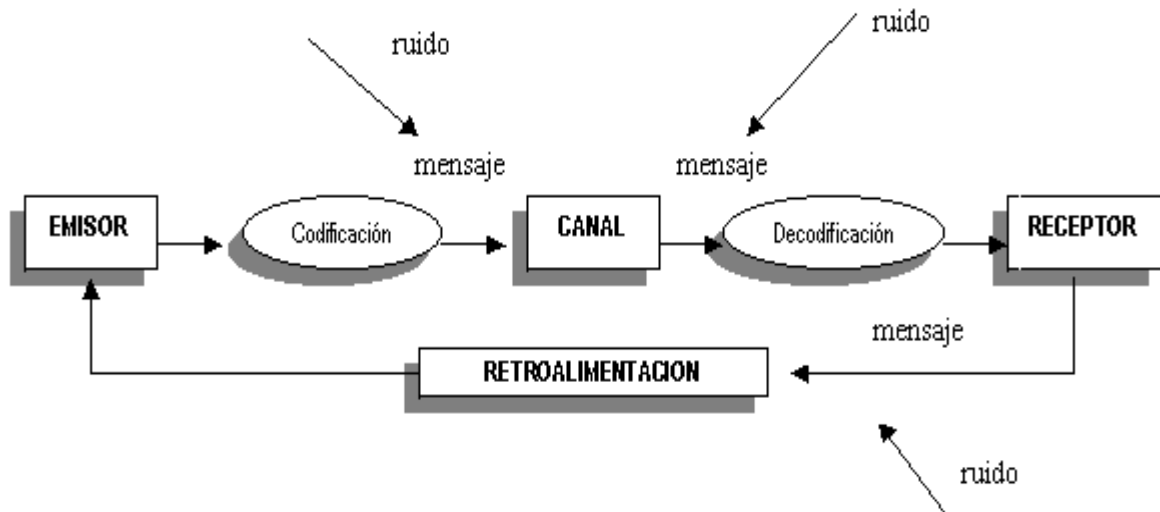 ruido
ruido
mensaje
mensaje
EMISOR
Codificación
CANAL
Decodificación
RECEPTOR
mensaje
RETROALIMENTACION
ruido